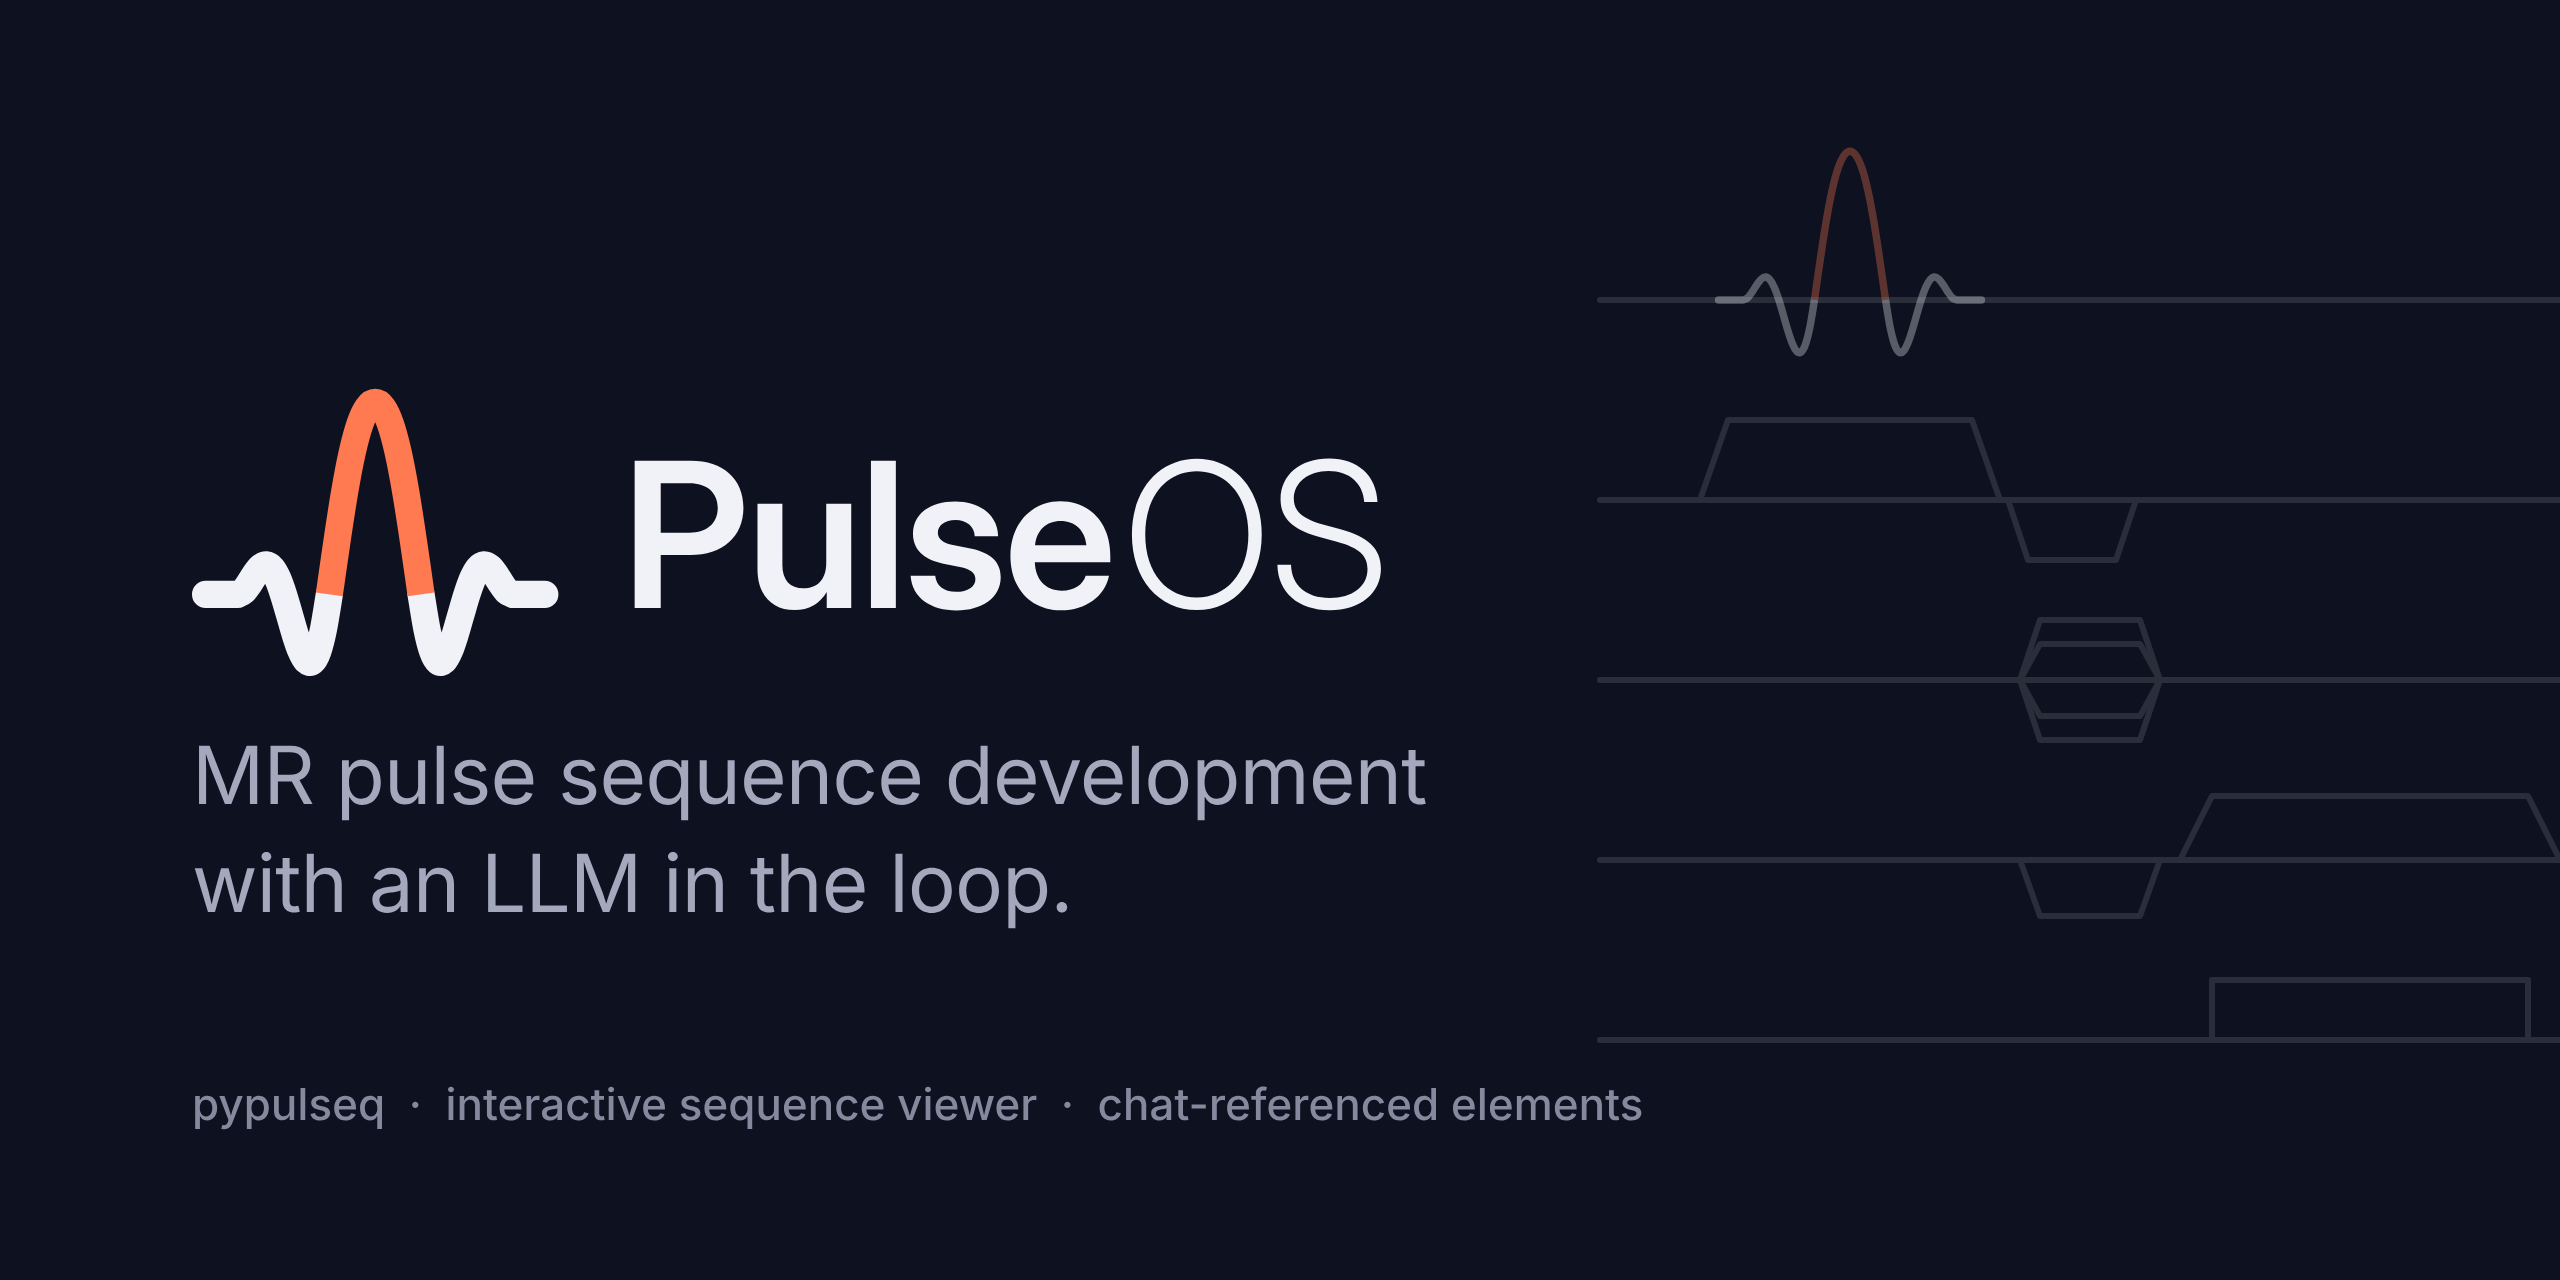 PulseOS
MR pulse sequence development
with an LLM in the loop.
pypulseq · interactive sequence viewer · chat-referenced elements